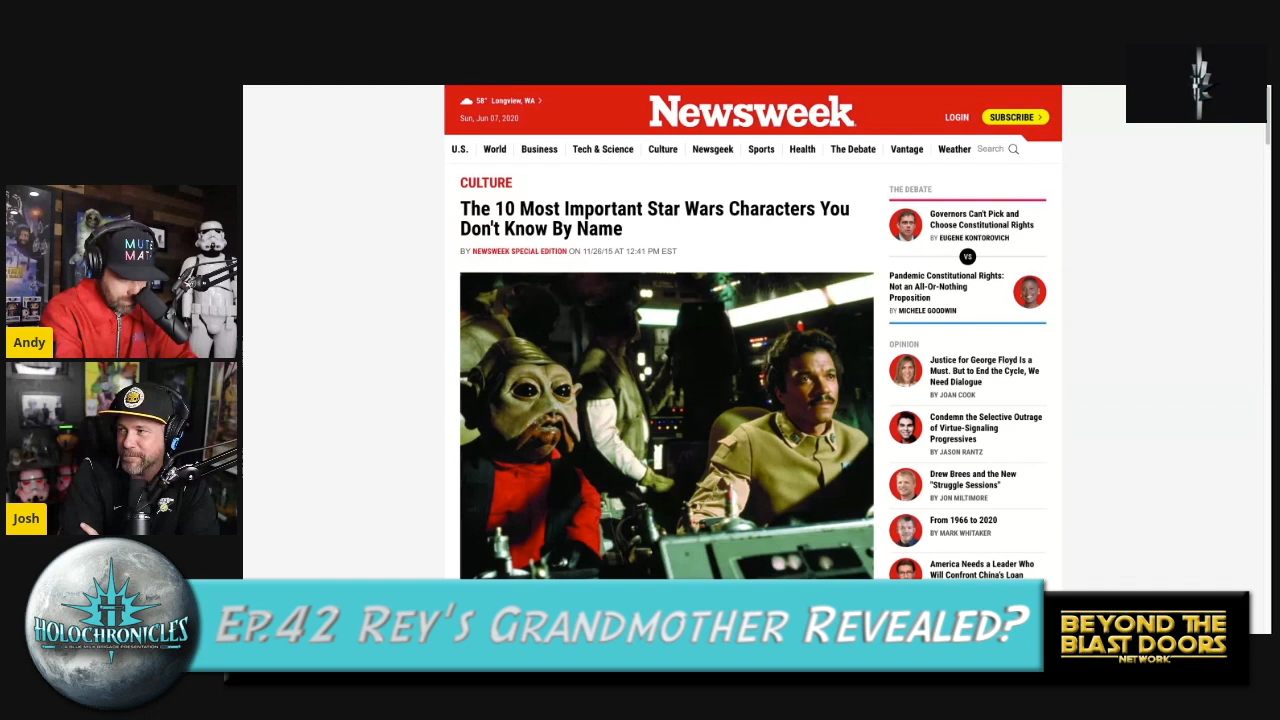 58° Longview, WA >
Sun, Jun 07, 2020
Newsweek
LOGIN
SUBSCRIBE >
U.S. World Business Tech & Science Culture Newsgeek Sports Health The Debate Vantage Weather Search
CULTURE
The 10 Most Important Star Wars Characters You
Don't Know By Name
BY NEWSWEEK SPECIAL EDITION ON 11/26/15 AT 12:41 PM EST
THE DEBATE
Governors Can't Pick and
Choose Constitutional Rights
BY EUGENE KONTOROVICH
VS
Pandemic Constitutional Rights:
Not an All-Or-Nothing
Proposition
BY MICHELE GOODWIN
OPINION
Justice for George Floyd Is a
Must. But to End the Cycle, We
Need Dialogue
BY JOAN COOK
Condemn the Selective Outrage
of Virtue-Signaling
Progressives
BY JASON RANTZ
Drew Brees and the New
"Struggle Sessions"
BY JON MILTIMORE
From 1966 to 2020
BY MARK WHITAKER
America Needs a Leader Who
Will Confront China's Loan
Andy
Josh
HOLOCHRONICLES
A BLUE MILK BRIGADE PRESENTATION
Ep.42 Rey's Grandmother Revealed?
BEYOND THE
BLAST DOORS
NETWORK